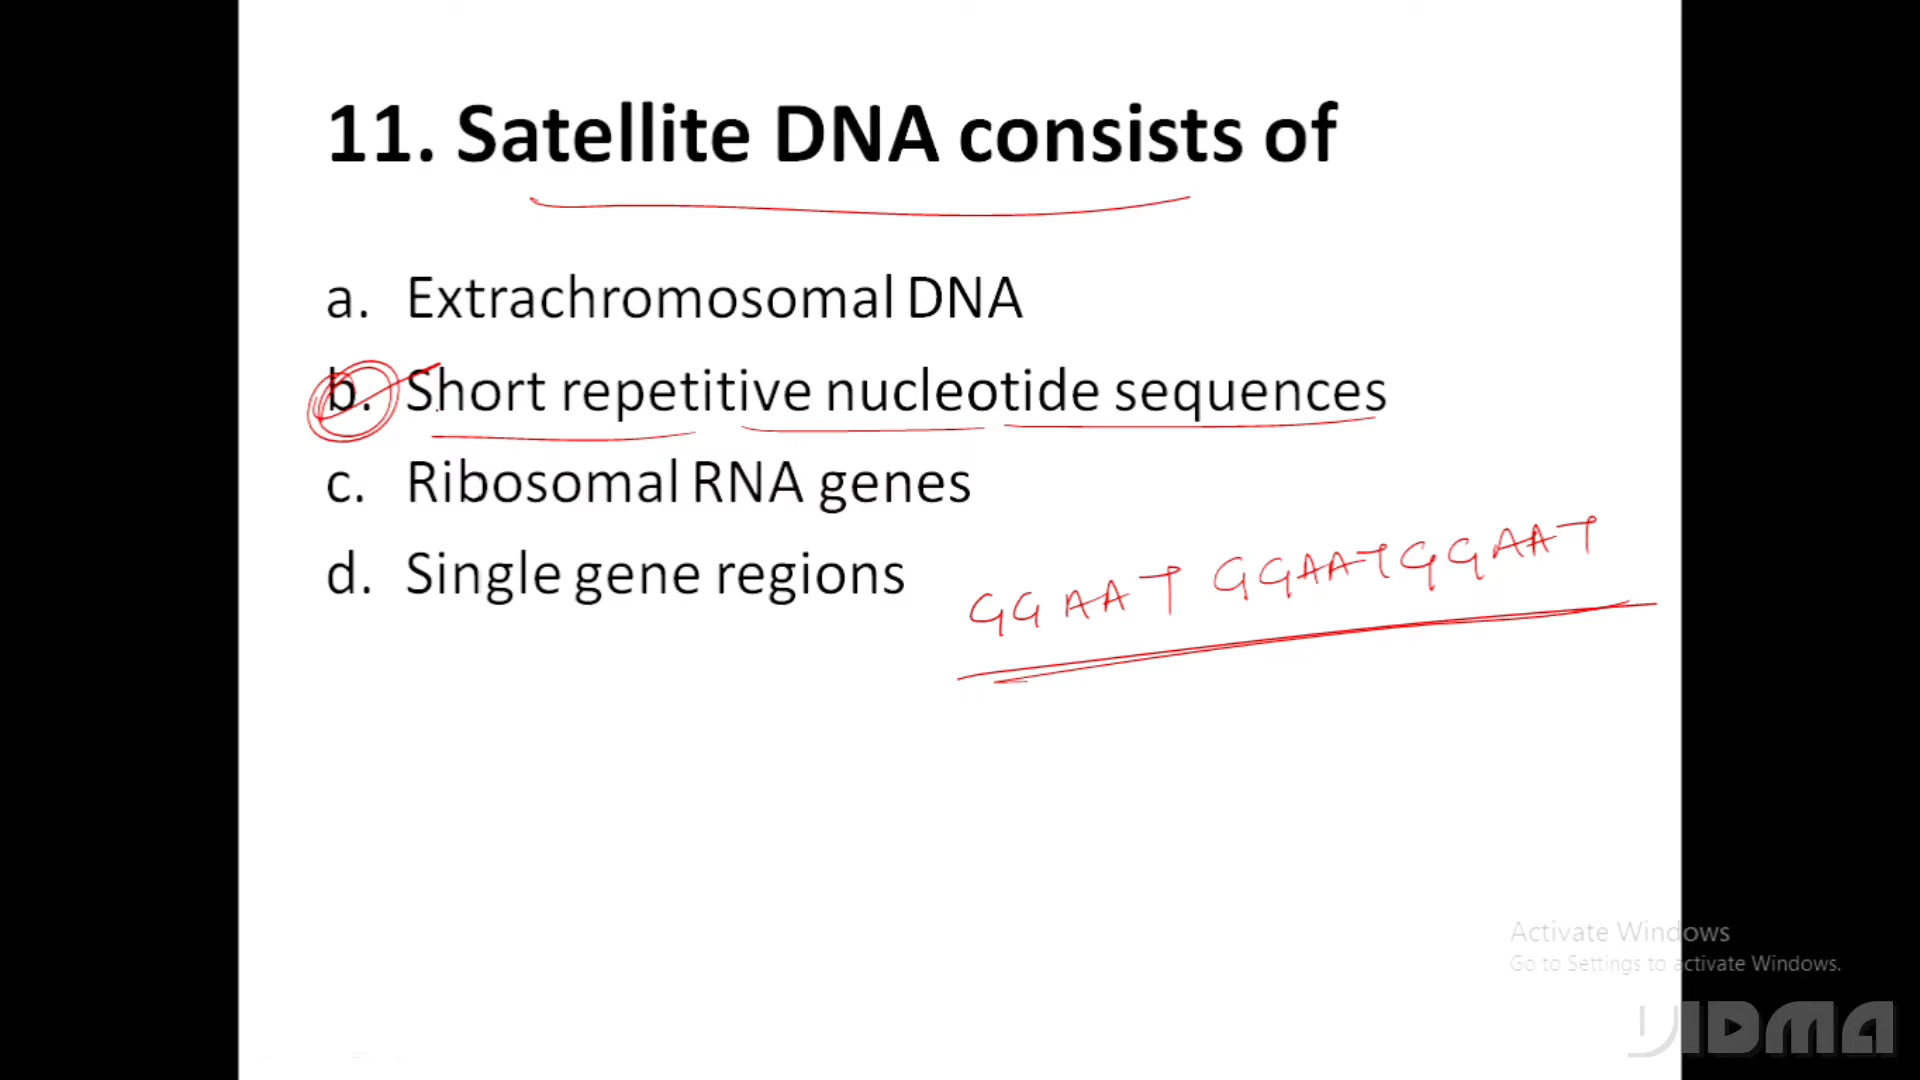 11. Satellite DNA consists of
a. Extrachromosomal DNA
b. Short repetitive nucleotide sequences
c. Ribosomal RNA genes
d. Single gene regions
GGAAT GGAATGGAAT
Activate Windows
Go to Settings to activate Windows.
VIDMA